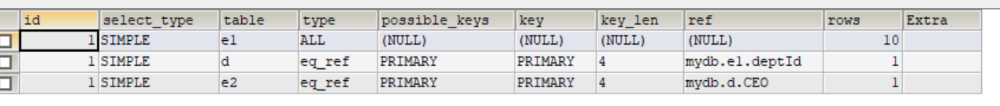 id select_type table type possible_keys key key_len ref rows Extra
1 SIMPLE e1 ALL (NULL) (NULL) (NULL) (NULL) 10
1 SIMPLE d eq_ref PRIMARY PRIMARY 4 mydb.e1.deptId 1
1 SIMPLE e2 eq_ref PRIMARY PRIMARY 4 mydb.d.CEO 1